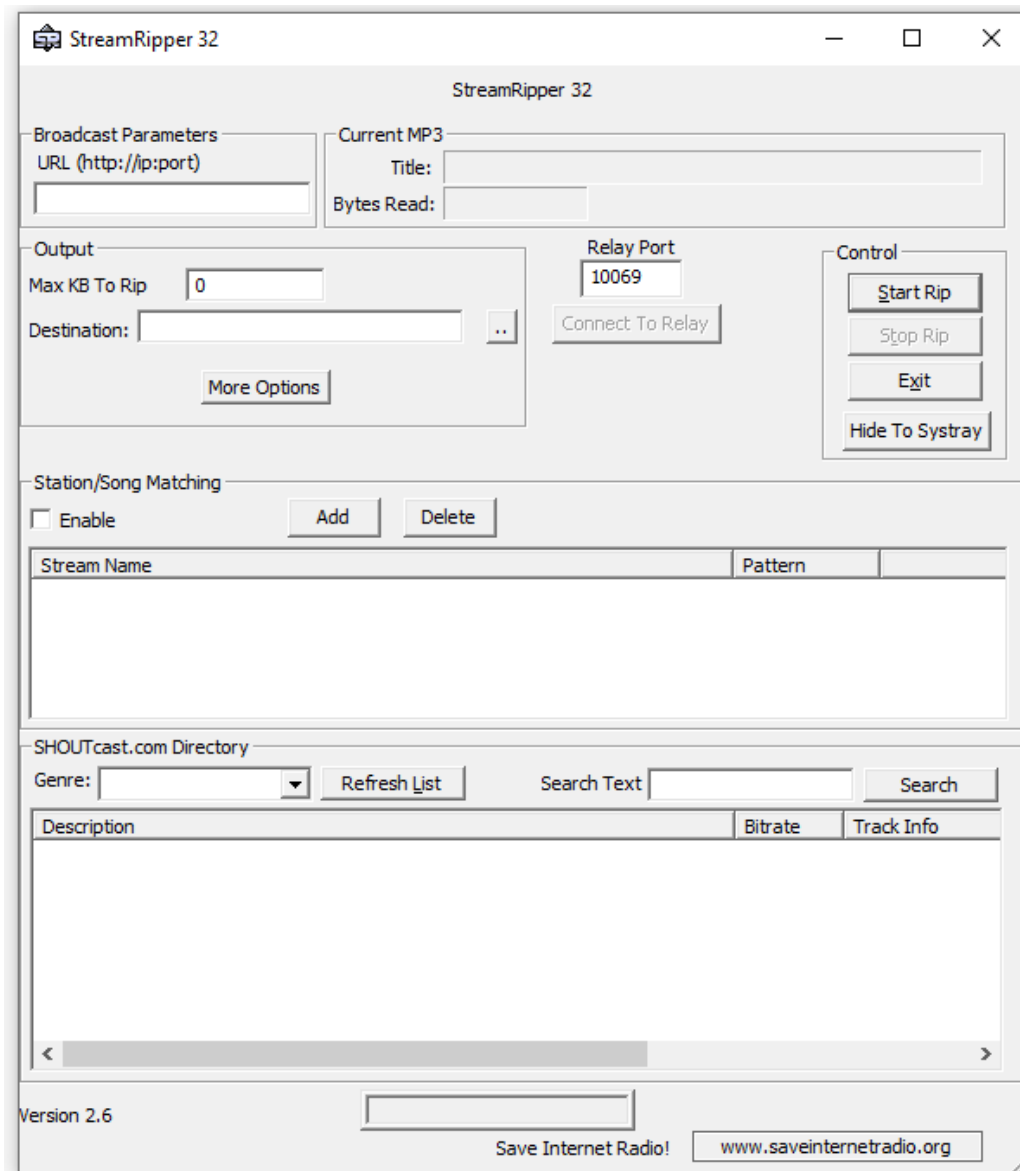 StreamRipper 32
StreamRipper 32
Broadcast Parameters
URL (http://ip:port)
Current MP3
Title:
Bytes Read:
Output
Max KB To Rip
0
Destination:
..
More Options
Relay Port
10069
Connect To Relay
Control
Start Rip
Stop Rip
Exit
Hide To Systray
Station/Song Matching
Enable
Add
Delete
Stream Name
Pattern
SHOUTcast.com Directory
Genre:
Refresh List
Search Text
Search
Description
Bitrate
Track Info
Version 2.6
Save Internet Radio!
www.saveinternetradio.org